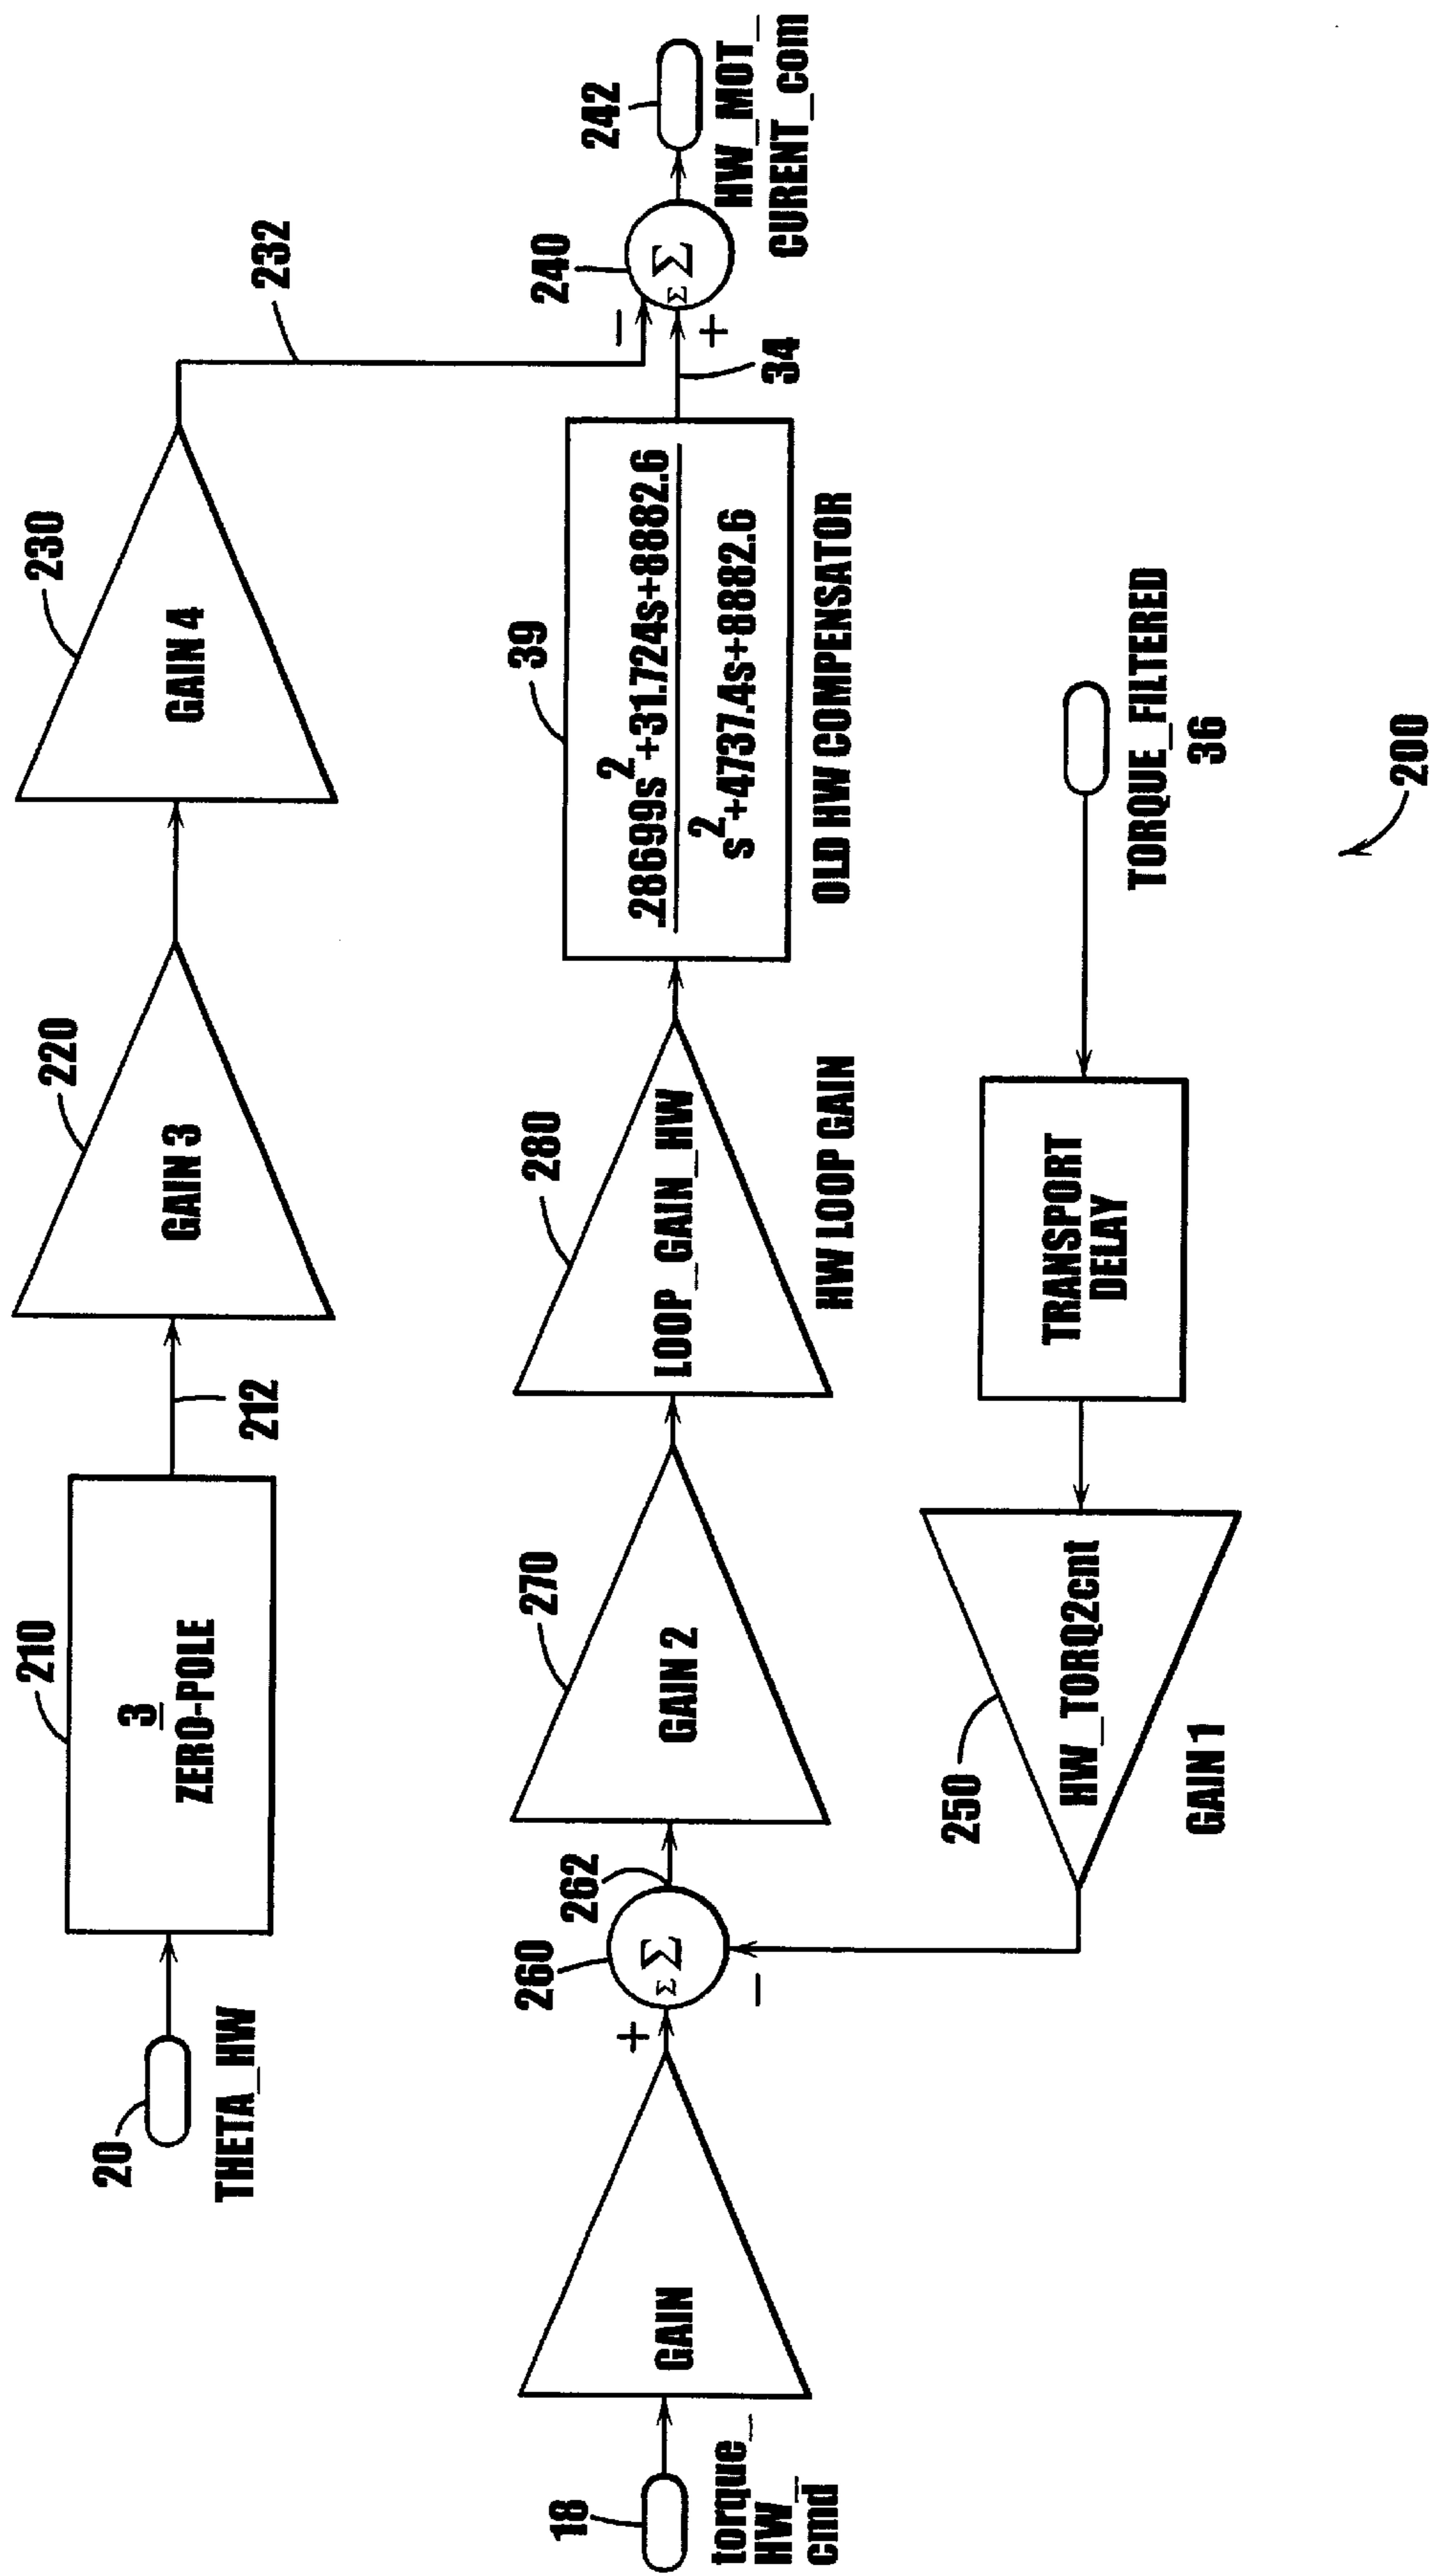 20
THETA_HW
210
3
ZERO-POLE
212
220
GAIN 3
230
GAIN 4
232
18
torque_
HW_
cmd
GAIN
+
−
260
Σ Σ
262
270
GAIN 2
280
LOOP_GAIN_HW
HW LOOP GAIN
39
.28699s²+31.724s+8882.6
s²+4737.4s+8882.6
OLD HW COMPENSATOR
34
−
+
240
Σ Σ
242
HW_MOT_
CURENT_com
250
HW_TORQ2cnt
GAIN 1
TRANSPORT
DELAY
TORQUE_FILTERED
36
200